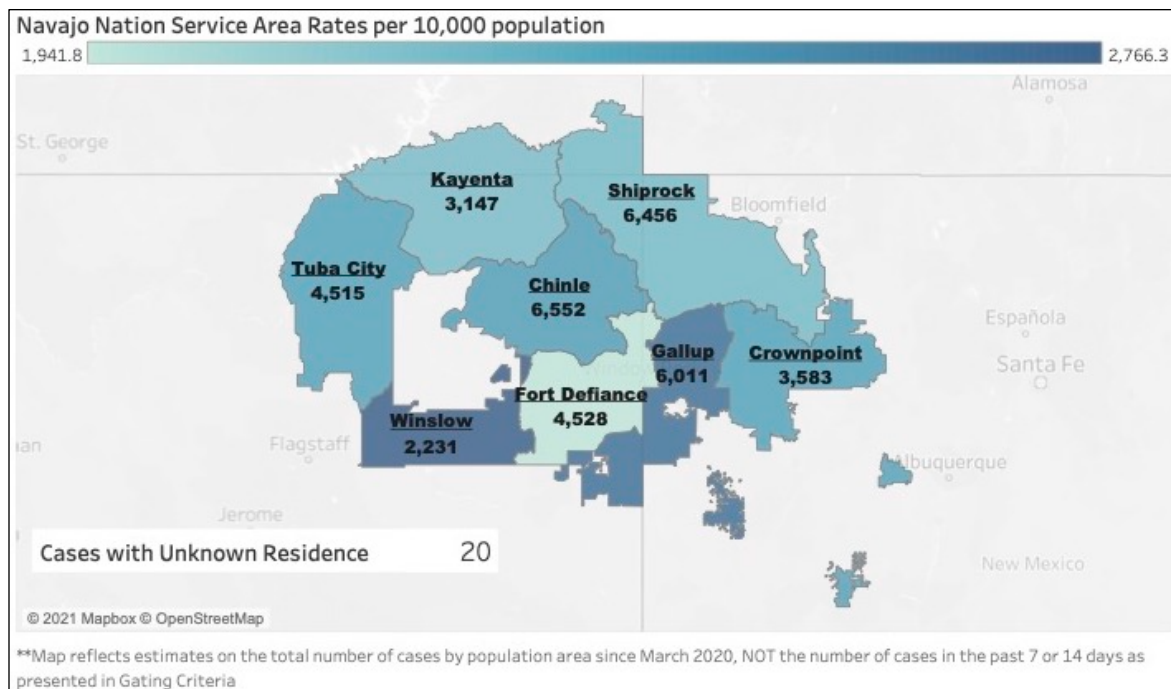 Navajo Nation Service Area Rates per 10,000 population
1,941.8
2,766.3
Alamosa
St. George
Kayenta
3,147
Shiprock
6,456
Bloomfield
Tuba City
4,515
Chinle
6,552
Española
Gallup
6,011
Crownpoint
3,583
Santa Fe
Fort Defiance
4,528
Winslow
2,231
Flagstaff
Albuquerque
Jerome
Cases with Unknown Residence 20
New Mexico
© 2021 Mapbox © OpenStreetMap
**Map reflects estimates on the total number of cases by population area since March 2020, NOT the number of cases in the past 7 or 14 days as
presented in Gating Criteria